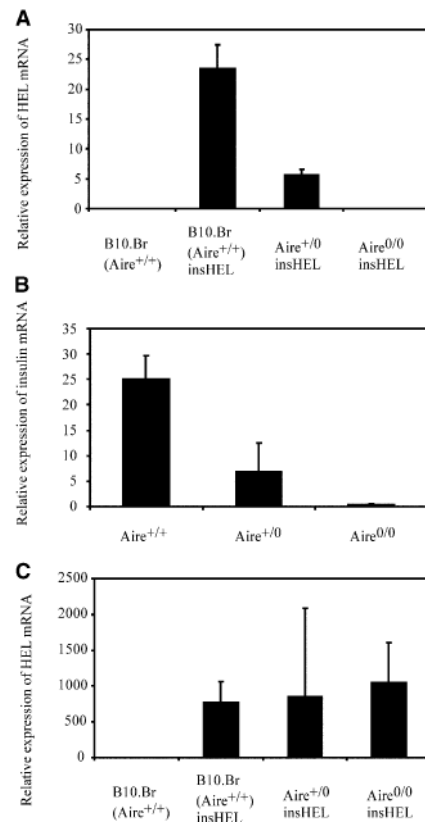 A
Relative expression of HEL mRNA
30
25
20
15
10
5
0
B10.Br
(Aire+/+)
B10.Br
(Aire+/+)
insHEL
Aire+/0
insHEL
Aire0/0
insHEL
B
Relative expression of insulin mRNA
35
30
25
20
15
10
5
0
Aire+/+
Aire+/0
Aire0/0
C
Relative expression of HEL mRNA
2500
2000
1500
1000
500
0
B10.Br
(Aire+/+)
B10.Br
(Aire+/+)
insHEL
Aire+/0
insHEL
Aire0/0
insHEL